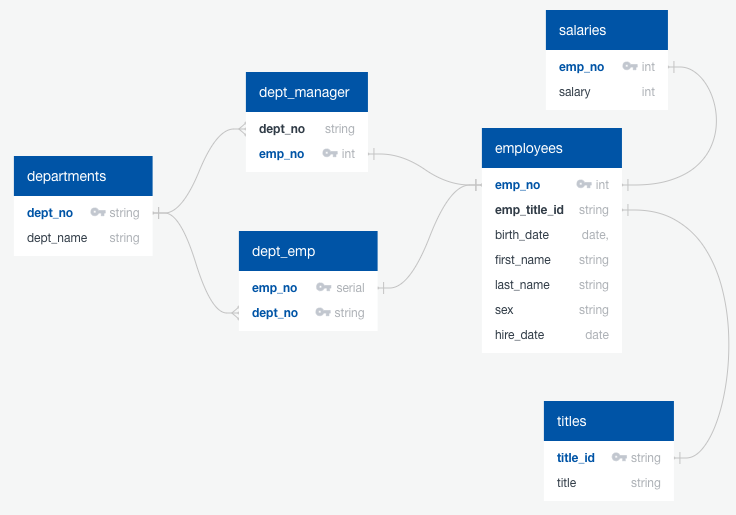 salaries
emp_no int
salary int
dept_manager
dept_no string
emp_no int
employees
emp_no int
emp_title_id string
birth_date date,
first_name string
last_name string
sex string
hire_date date
departments
dept_no string
dept_name string
dept_emp
emp_no serial
dept_no string
titles
title_id string
title string